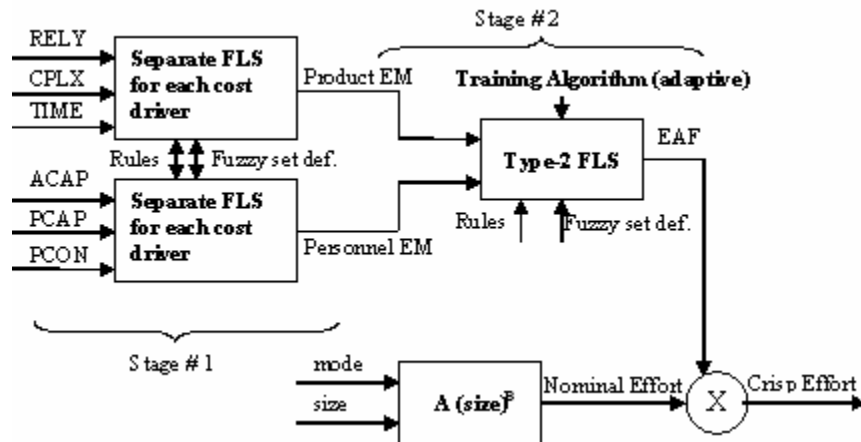 Stage #2
RELY
CPLX
TIME
Separate FLS
for each cost
driver
Product EM
Training Algorithm (adaptive)
Rules
Fuzzy set def.
Type-2 FLS
EAF
ACAP
PCAP
PCON
Separate FLS
for each cost
driver
Personnel EM
Rules
Fuzzy set def.
Stage #1
mode
size
A (size)ᴮ
Nominal Effort
X
Crisp Effort